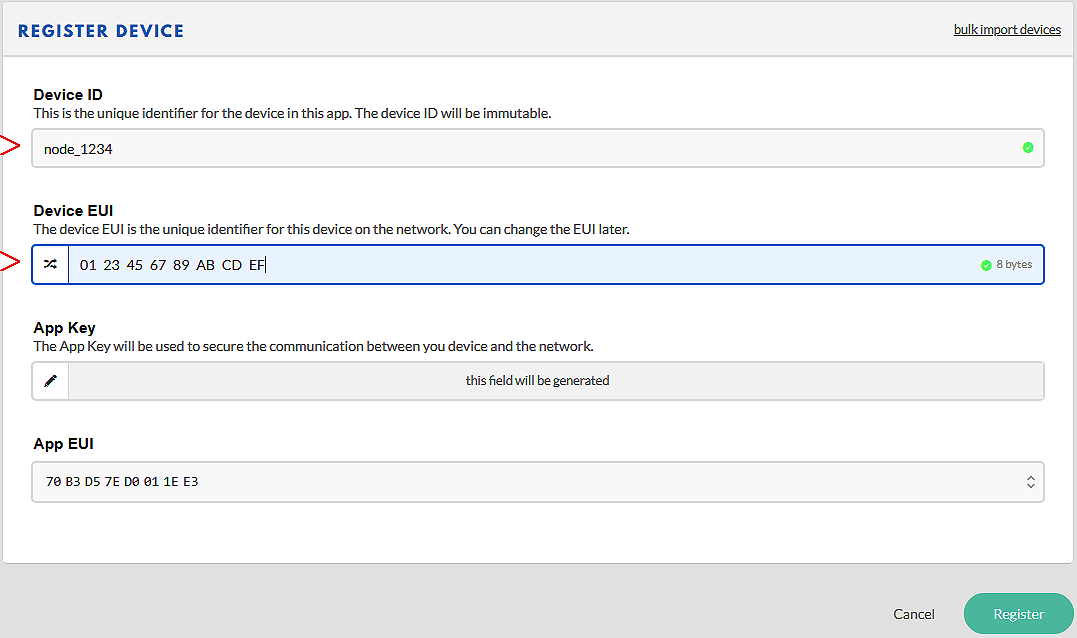 REGISTER DEVICE
bulk import devices
Device ID
This is the unique identifier for the device in this app. The device ID will be immutable.
node_1234
Device EUI
The device EUI is the unique identifier for this device on the network. You can change the EUI later.
01 23 45 67 89 AB CD EF
8 bytes
App Key
The App Key will be used to secure the communication between you device and the network.
this field will be generated
App EUI
70 B3 D5 7E D0 01 1E E3
Cancel
Register